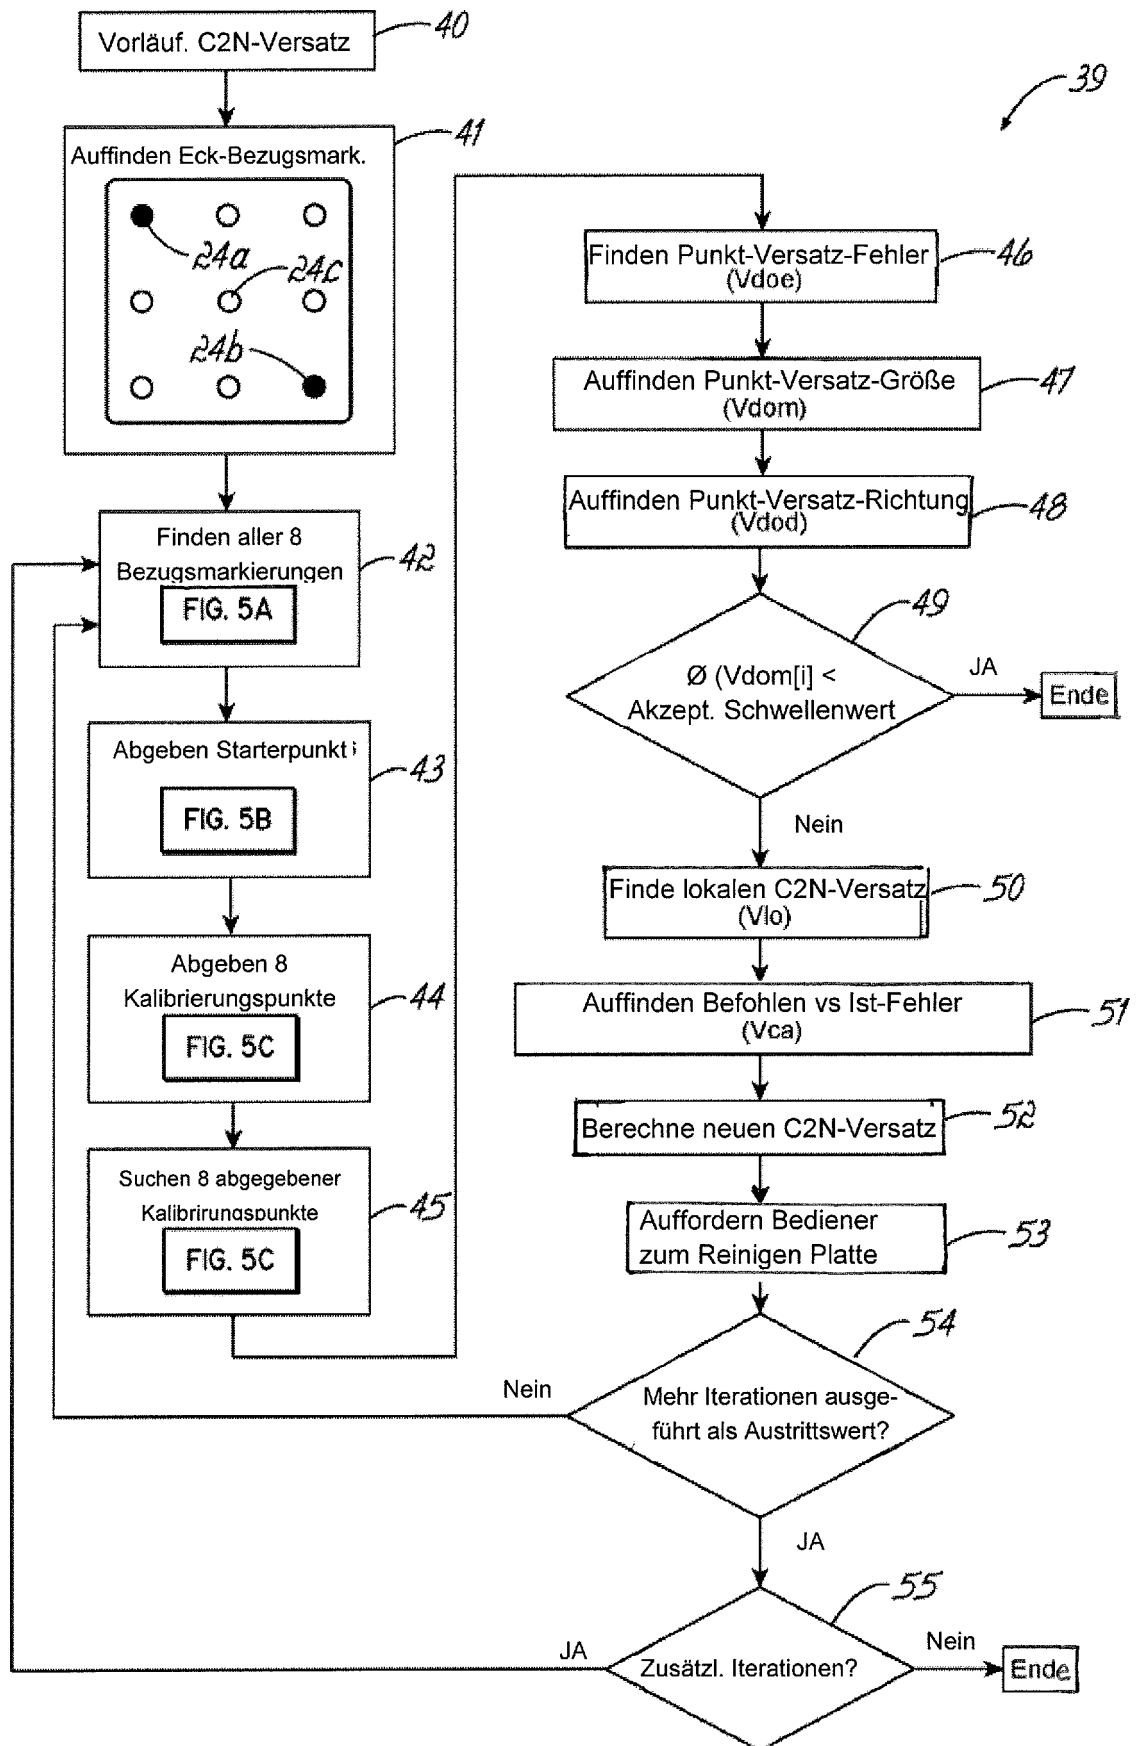 Vorläuf. C2N-Versatz
40
39
41
Auffinden Eck-Bezugsmark.
24a
24c
24b
Finden aller 8
Bezugsmarkierungen
FIG. 5A
42
Abgeben Starterpunkt
FIG. 5B
43
Abgeben 8
Kalibrierungspunkte
FIG. 5C
44
Suchen 8 abgegebener
Kalibrirungspunkte
FIG. 5C
45
Finden Punkt-Versatz-Fehler
(Vdoe)
46
Auffinden Punkt-Versatz-Größe
(Vdom)
47
Auffinden Punkt-Versatz-Richtung
(Vdod)
48
49
Ø (Vdom[i] <
Akzept. Schwellenwert
JA
Ende
Nein
Finde lokalen C2N-Versatz
(Vlo)
50
Auffinden Befohlen vs Ist-Fehler
(Vca)
51
Berechne neuen C2N-Versatz
52
Auffordern Bediener
zum Reinigen Platte
53
54
Nein
Mehr Iterationen ausge-
führt als Austrittswert?
JA
55
JA
Zusätzl. Iterationen?
Nein
Ende